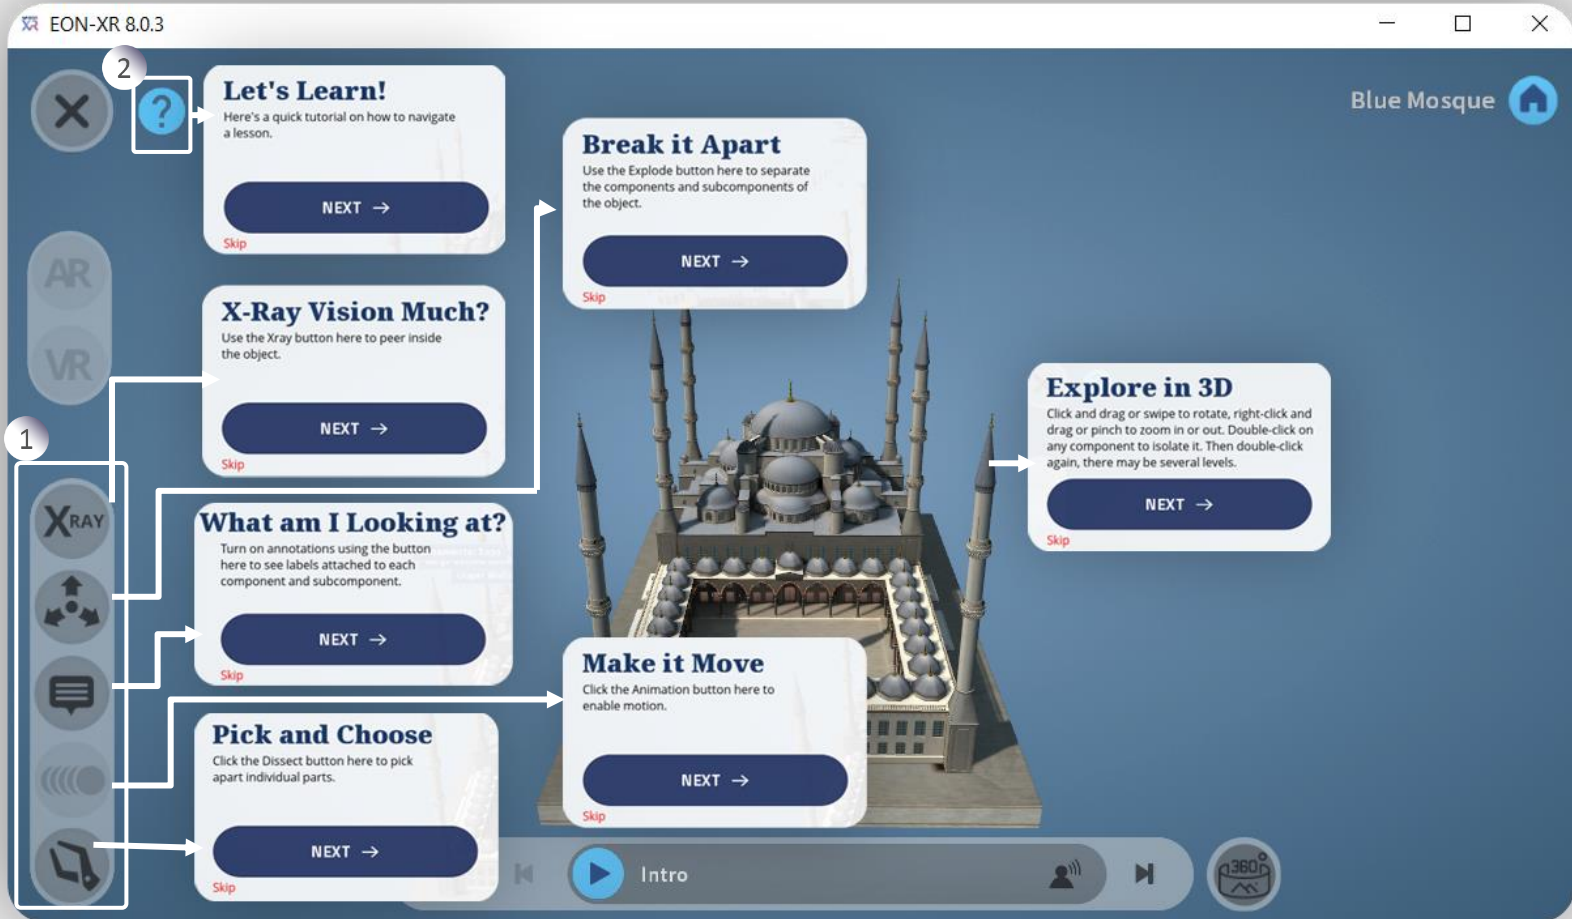 EON-XR 8.0.3
2
?
Let's Learn!
Here's a quick tutorial on how to navigate
a lesson.
NEXT →
Skip
Blue Mosque
Break it Apart
Use the Explode button here to separate
the components and subcomponents of
the object.
NEXT →
Skip
AR
VR
X-Ray Vision Much?
Use the Xray button here to peer inside
the object.
NEXT →
Skip
Explore in 3D
Click and drag or swipe to rotate, right-click and
drag or pinch to zoom in or out. Double-click on
any component to isolate it. Then double-click
again, there may be several levels.
NEXT →
Skip
1
XRAY
What am I Looking at?
Turn on annotations using the button
here to see labels attached to each
component and subcomponent.
NEXT →
Skip
Make it Move
Click the Animation button here to
enable motion.
NEXT →
Skip
Pick and Choose
Click the Dissect button here to pick
apart individual parts.
NEXT →
Skip
Intro
360°